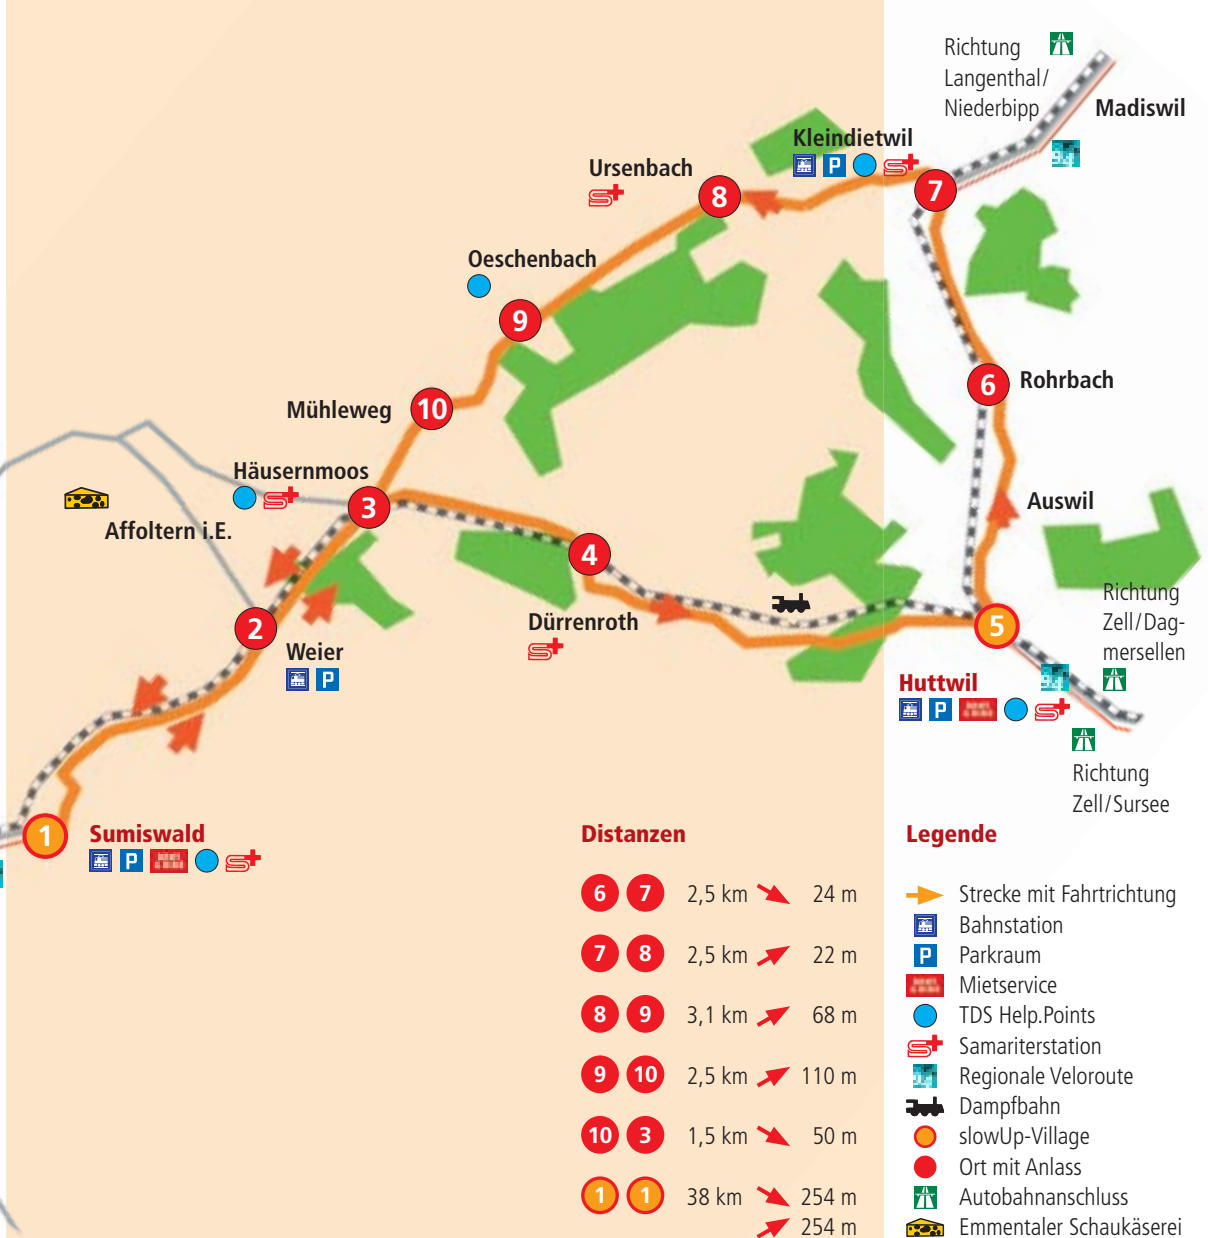 Richtung
Langenthal/
Niederbipp
Madiswil
Kleindietwil
P
7
Ursenbach
8
Oeschenbach
9
6
Rohrbach
Mühleweg
10
Häusernmoos
3
Auswil
Affoltern i.E.
4
2
Dürrenroth
5
Richtung
Zell/Dag-
mersellen
Weier
P
Huttwil
P
Richtung
Zell/Sursee
1
Sumiswald
P
Distanzen
6 7 2,5 km 24 m
7 8 2,5 km 22 m
8 9 3,1 km 68 m
9 10 2,5 km 110 m
10 3 1,5 km 50 m
1 1 38 km 254 m
254 m
Legende
Strecke mit Fahrtrichtung
Bahnstation
P Parkraum
Mietservice
TDS Help.Points
Samariterstation
Regionale Veloroute
Dampfbahn
slowUp-Village
Ort mit Anlass
Autobahnanschluss
Emmentaler Schaukäserei